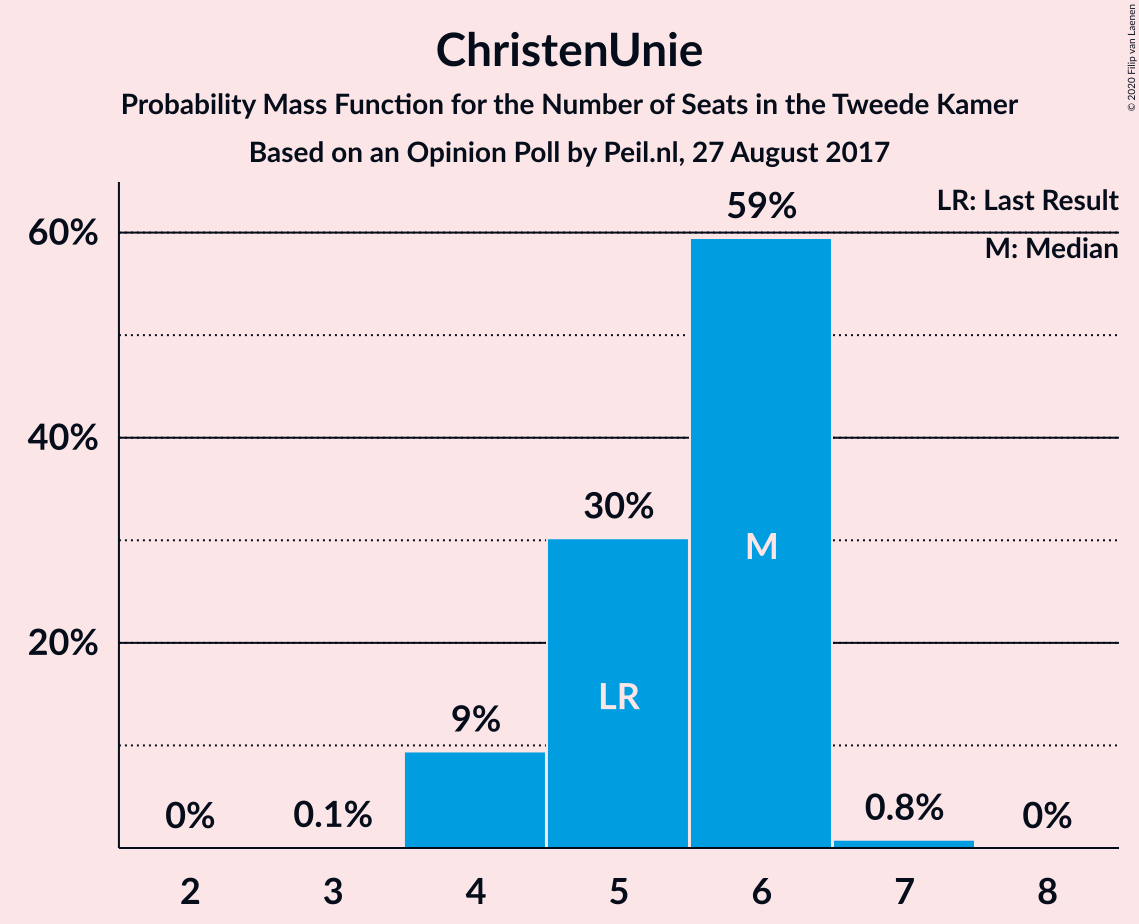 ChristenUnie
Probability Mass Function for the Number of Seats in the Tweede Kamer
Based on an Opinion Poll by Peil.nl, 27 August 2017
© 2020 Filip van Laenen
LR: Last Result
M: Median
60%
40%
20%
0%
0.1%
9%
30%
59%
0.8%
0%
LR
M
2 3 4 5 6 7 8